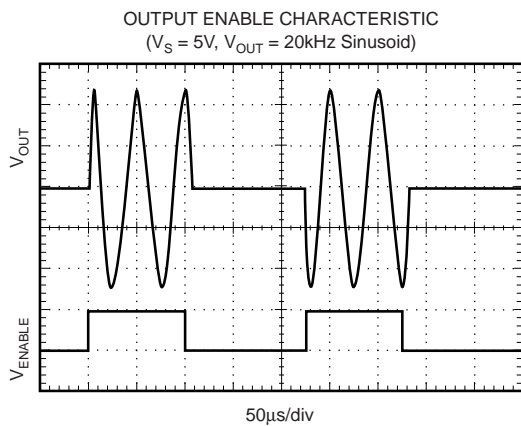 OUTPUT ENABLE CHARACTERISTIC
(VS = 5V, VOUT = 20kHz Sinusoid)
VOUT
VENABLE
50µs/div